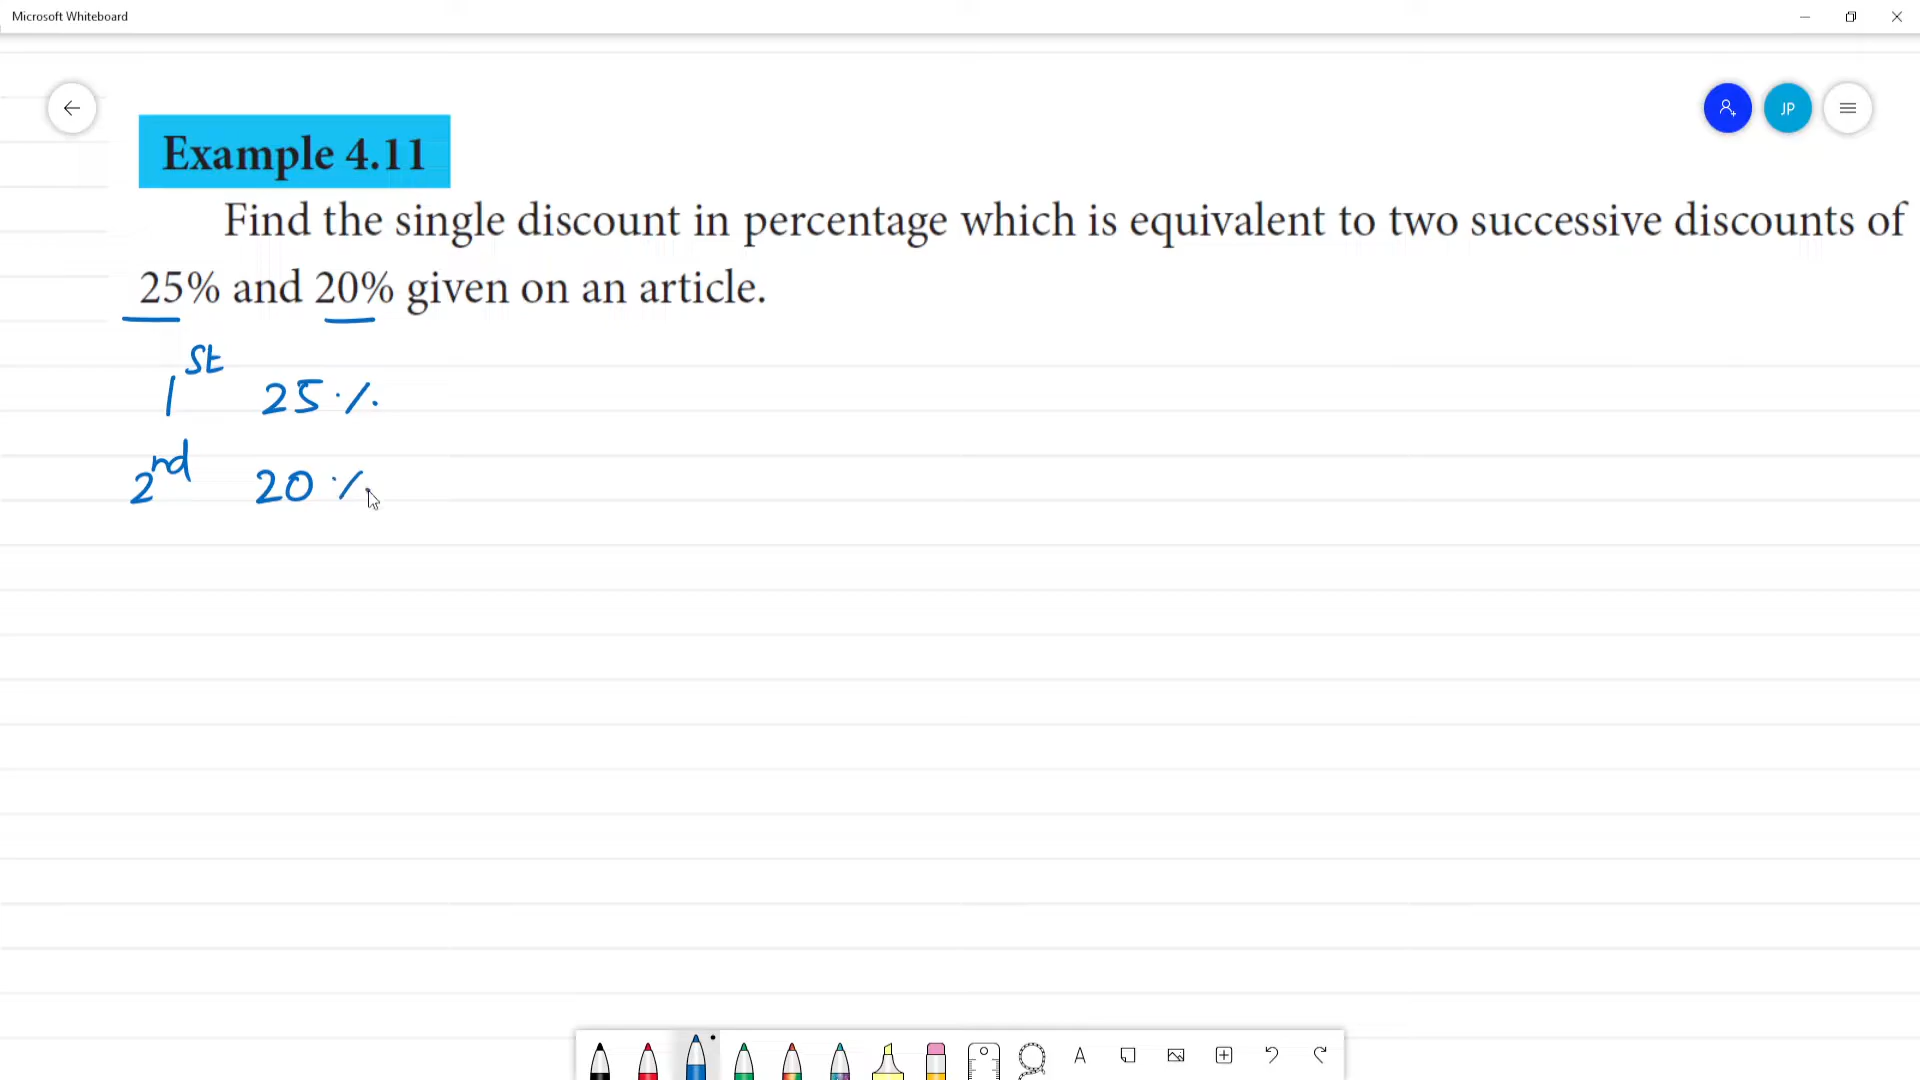 Microsoft Whiteboard
JP
Example 4.11
Find the single discount in percentage which is equivalent to two successive discounts of
25% and 20% given on an article.
1st 25%
2nd 20%
A